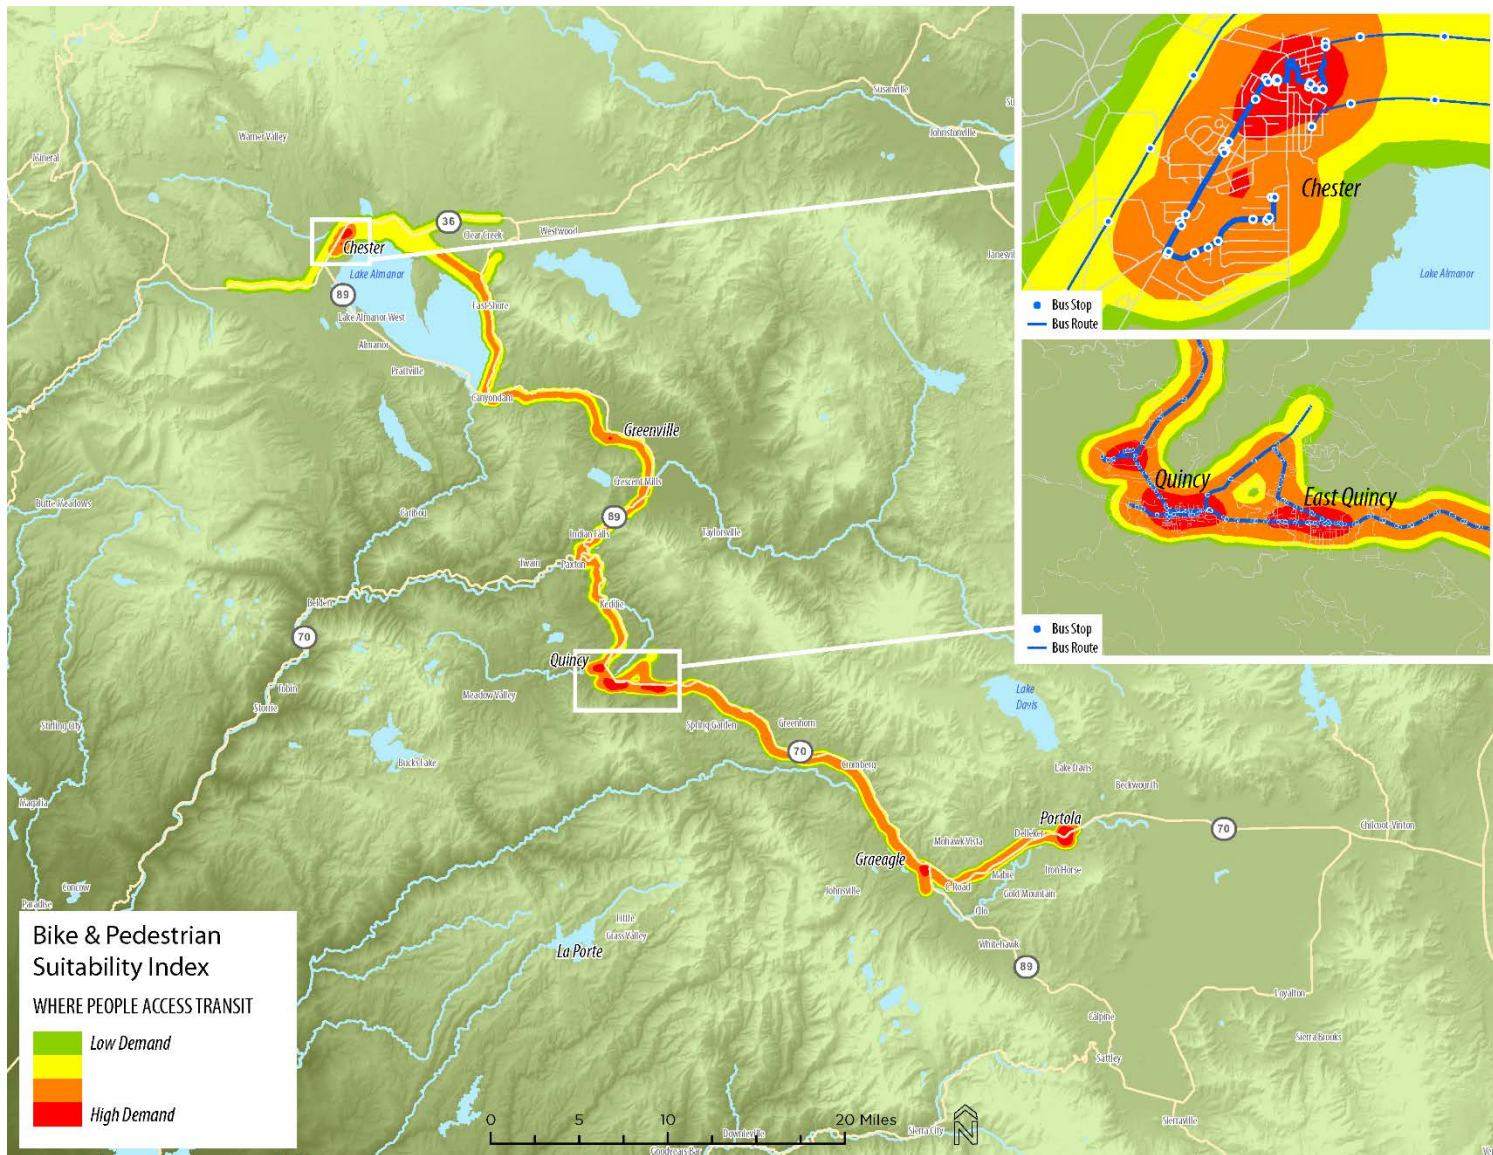 Susanville
Johnstonville
Warner Valley
Mineral
36
Clear Creek
Westwood
Chester
Lake Almanor
89
Lake Almanor West
East Shore
Almanor
Prattville
Canyondam
Greenville
Crescent Mills
Butte Meadows
Caribou
89
Indian Falls
Taylorsville
Twain
Paxton
Belden
Keddie
70
Quincy
Meadow Valley
Tobin
Storrie
Stirling City
Spring Garden
Greenhorn
Lake
Davis
70
Bucks Lake
Cromberg
Lake Davis
Beckwourth
Magalia
Portola
Delleker
70
Chilcoot-Vinton
Mohawk Vista
Graeagle
Iron Horse
Mabie
C-Road
Gold Mountain
Johnsville
Clio
Concow
Paradise
Little
Grass Valley
La Porte
Whitehawk
89
Loyalton
Calpine
Sierra Brooks
Sattley
Sierraville
Sierra City
Downieville
Goodyears Bar
Chester
Lake Almanor
Bus Stop
Bus Route
Quincy
East Quincy
Bus Stop
Bus Route
Bike & Pedestrian
Suitability Index
WHERE PEOPLE ACCESS TRANSIT
Low Demand
High Demand
0 5 10 20 Miles
N